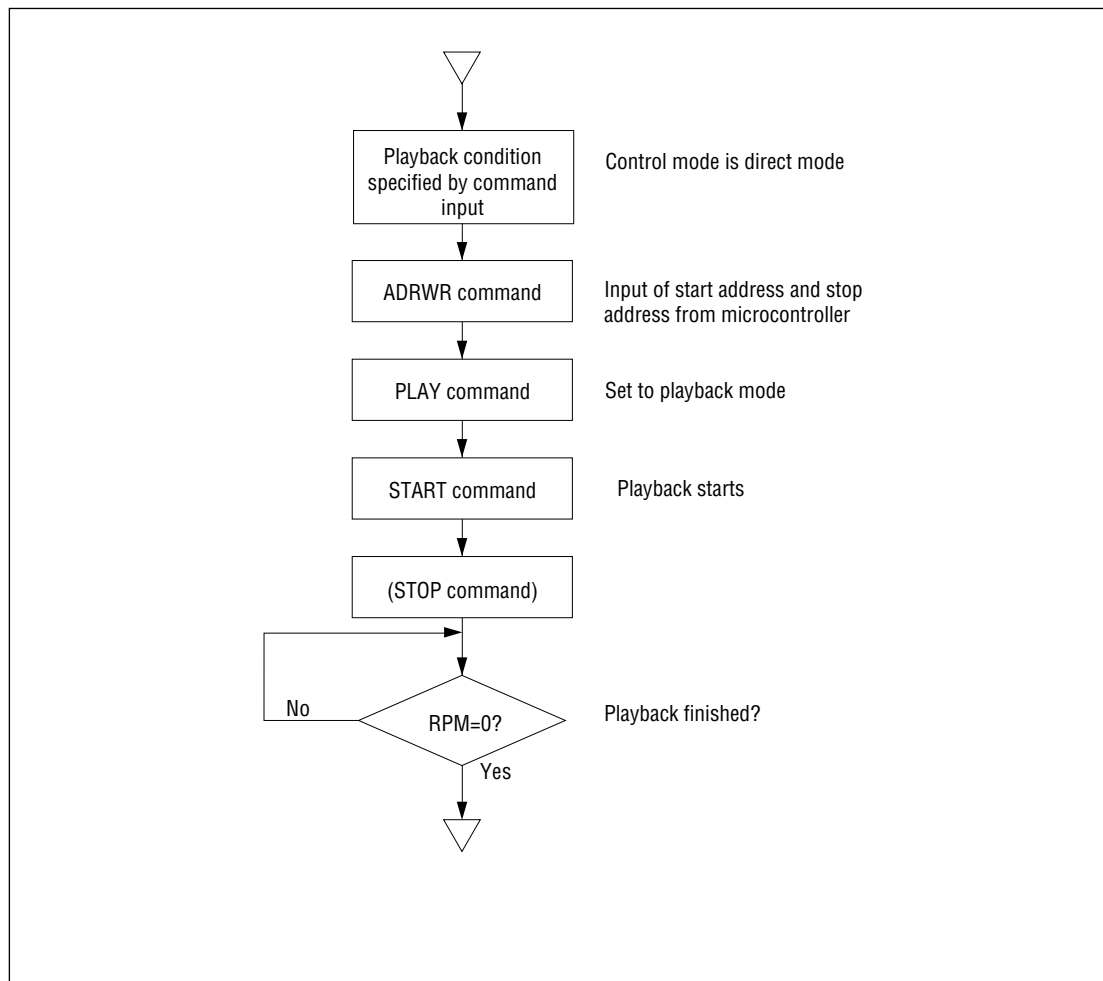 Playback condition
specified by command
input
Control mode is direct mode
ADRWR command
Input of start address and stop
address from microcontroller
PLAY command
Set to playback mode
START command
Playback starts
(STOP command)
No
RPM=0?
Playback finished?
Yes